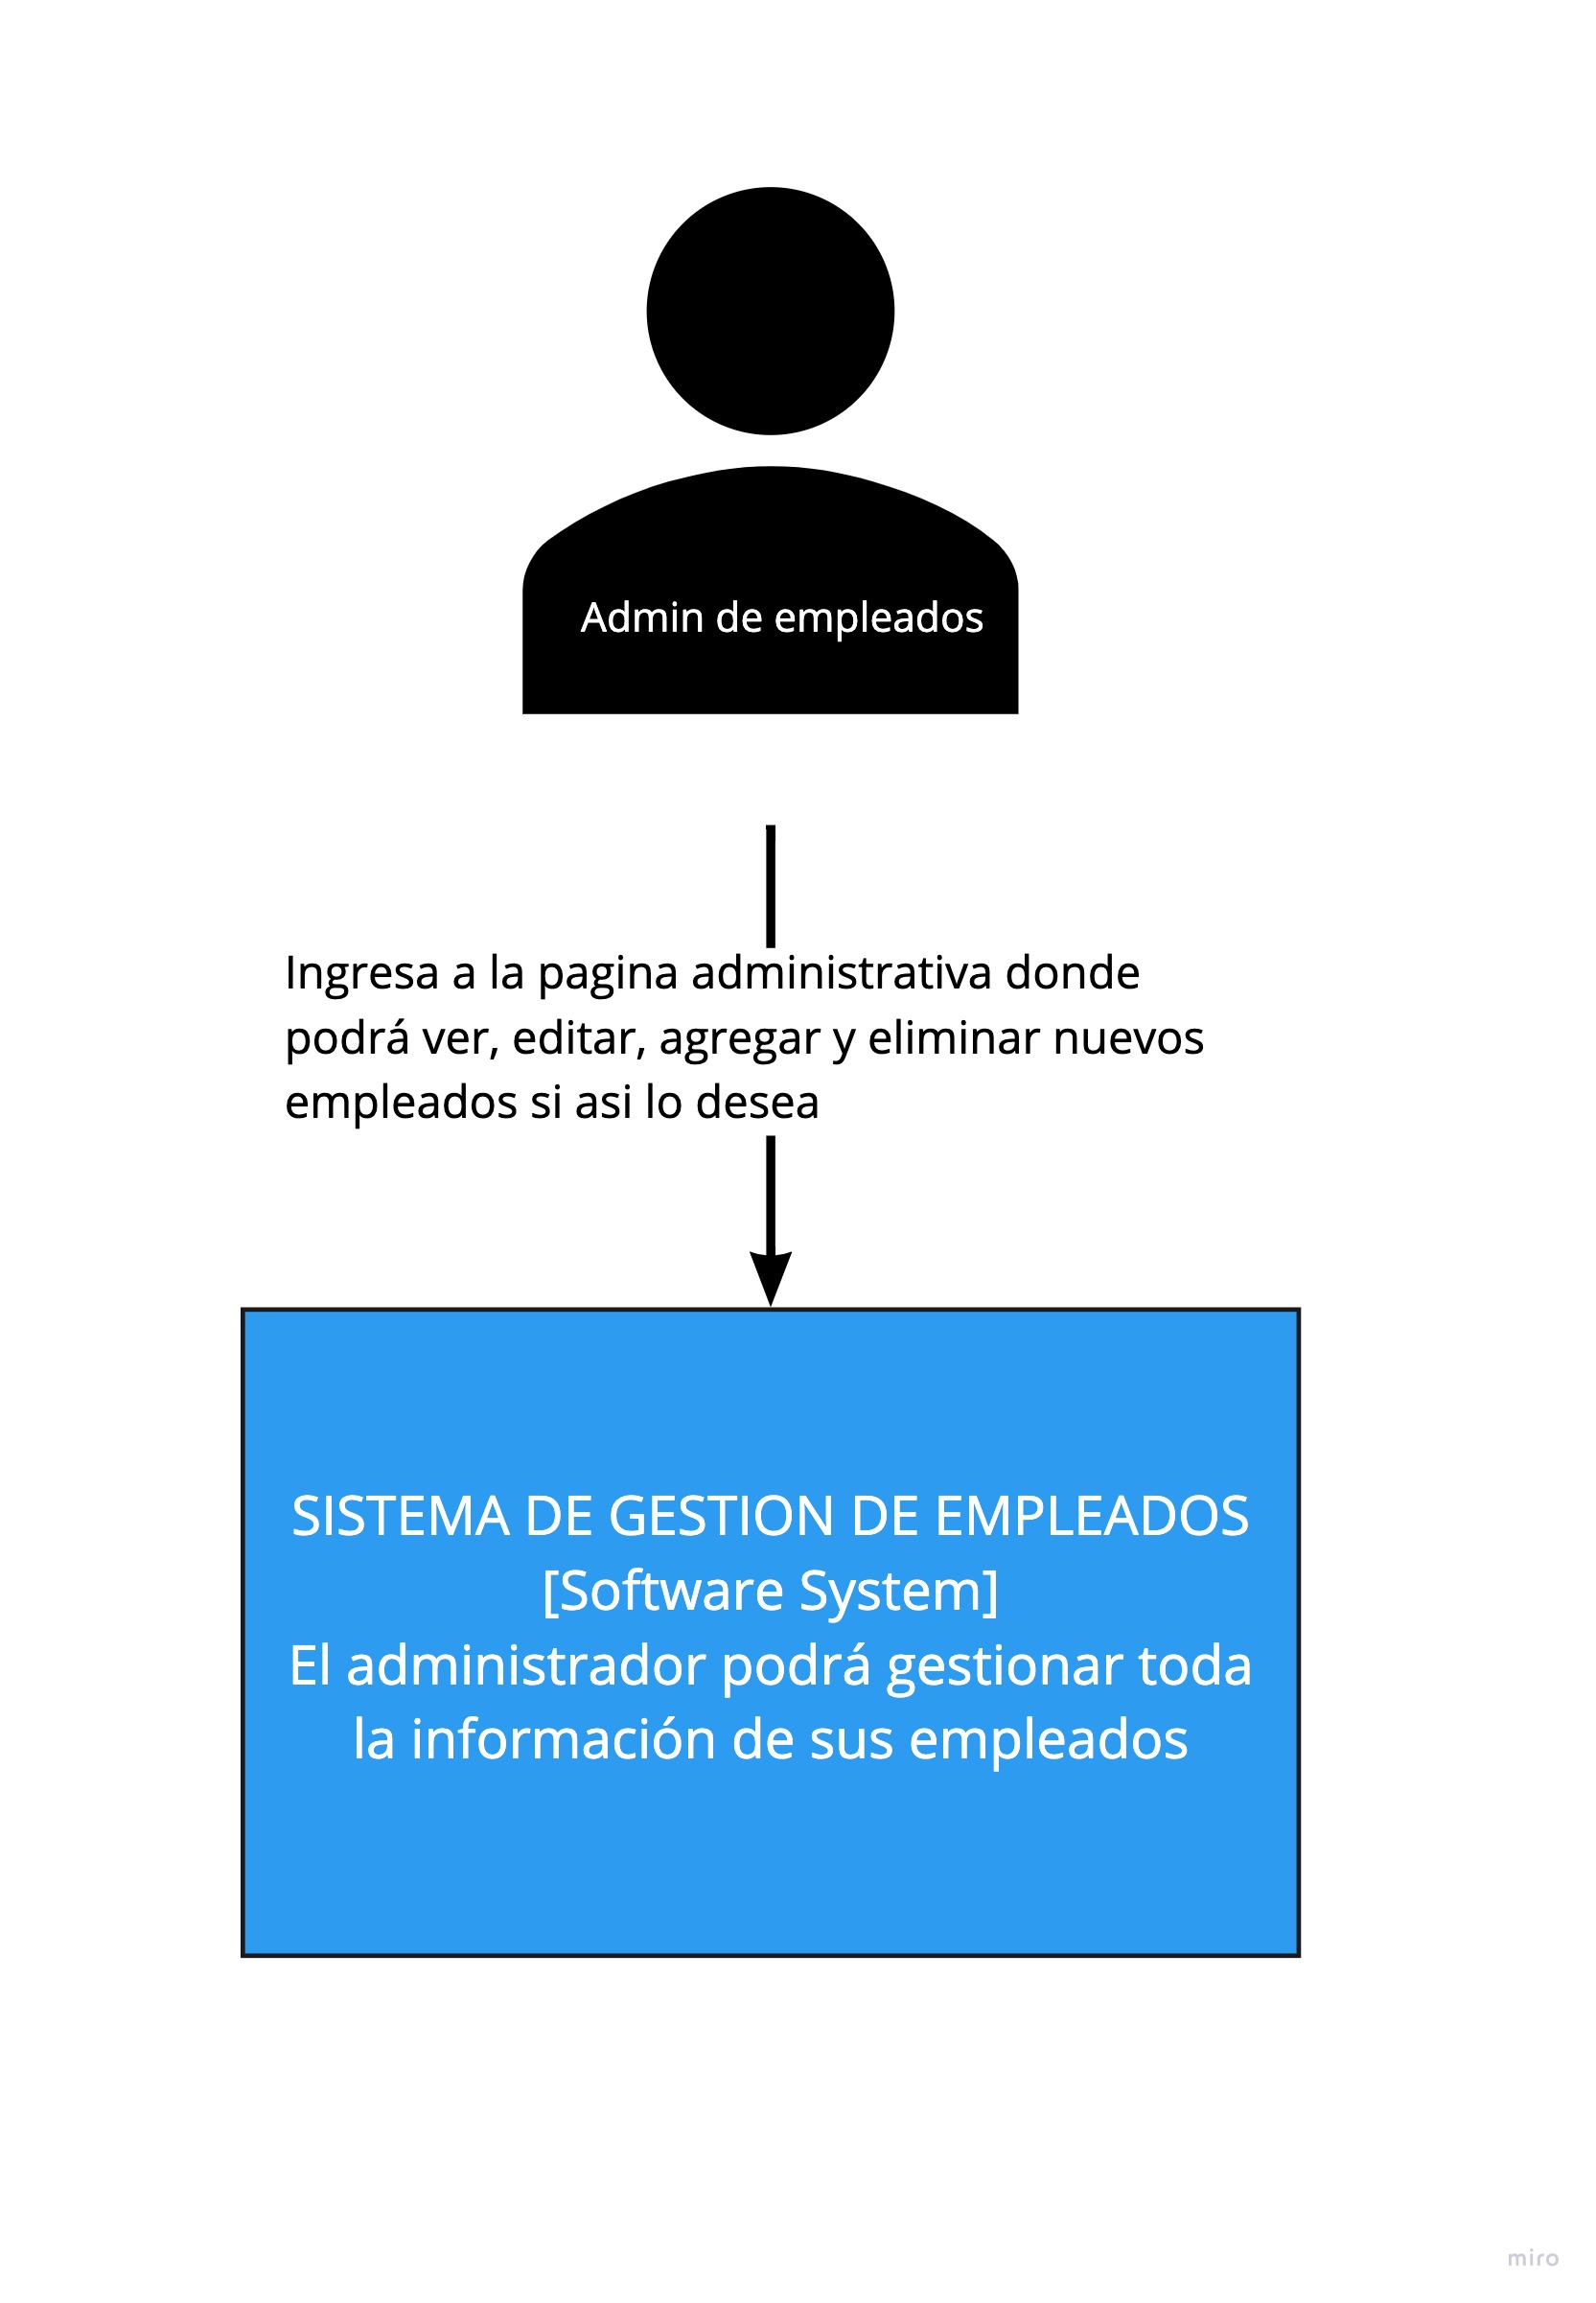 Admin de empleados
Ingresa a la pagina administrativa donde
podrá ver, editar, agregar y eliminar nuevos
empleados si asi lo desea
SISTEMA DE GESTION DE EMPLEADOS
[Software System]
El administrador podrá gestionar toda
la información de sus empleados
miro